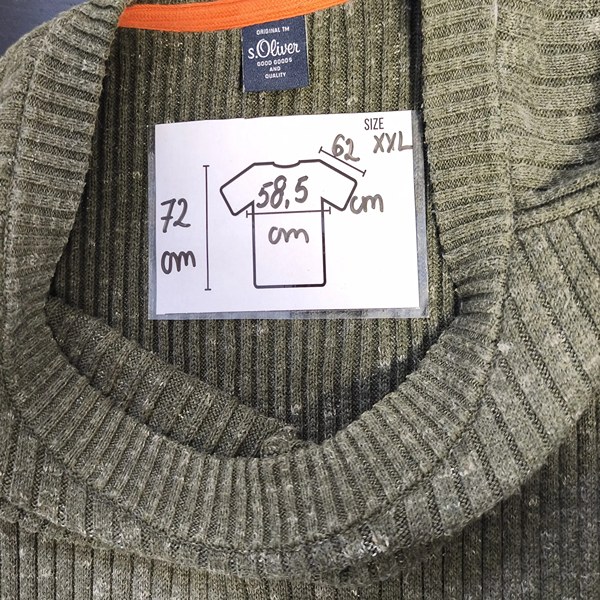 ORIGINAL TM
s.Oliver
GOOD GOODS
AND
QUALITY
SIZE
XXL
62
cm
58,5
cm
72
cm